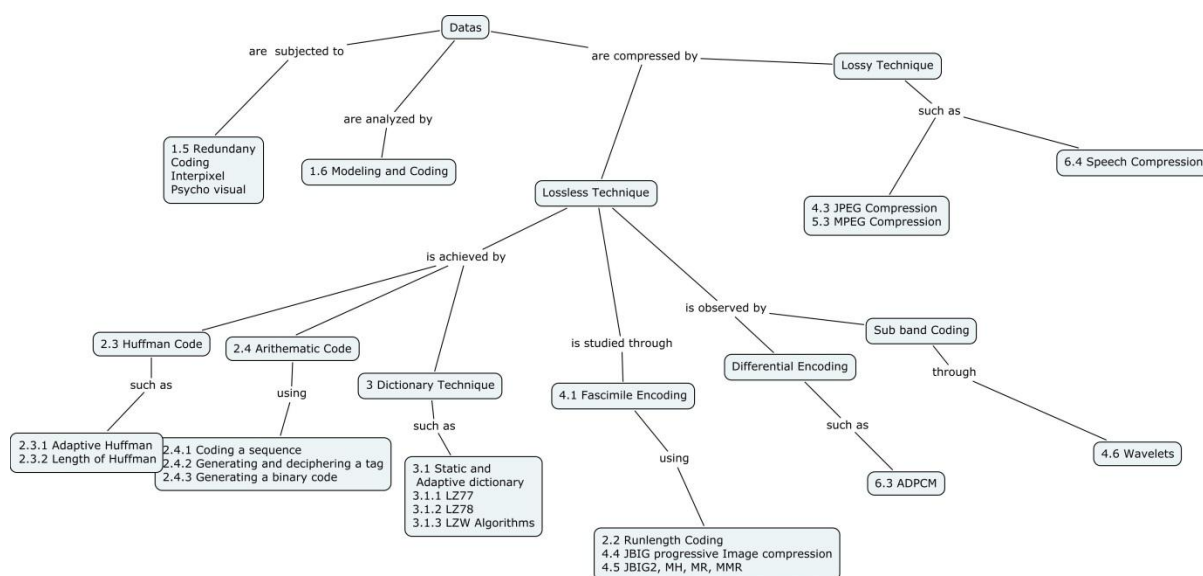 Datas
are subjected to
are compressed by
Lossy Technique
such as
are analyzed by
1.5 Redundany
Coding
Interpixel
Psycho visual
1.6 Modeling and Coding
6.4 Speech Compression
Lossless Technique
4.3 JPEG Compression
5.3 MPEG Compression
is achieved by
is observed by
2.3 Huffman Code
2.4 Arithematic Code
is studied through
Sub band Coding
such as
using
3 Dictionary Technique
4.1 Fascimile Encoding
Differential Encoding
through
such as
such as
2.3.1 Adaptive Huffman
2.3.2 Length of Huffman
2.4.1 Coding a sequence
2.4.2 Generating and deciphering a tag
2.4.3 Generating a binary code
3.1 Static and
Adaptive dictionary
3.1.1 LZ77
3.1.2 LZ78
3.1.3 LZW Algorithms
using
6.3 ADPCM
4.6 Wavelets
2.2 Runlength Coding
4.4 JBIG progressive Image compression
4.5 JBIG2, MH, MR, MMR